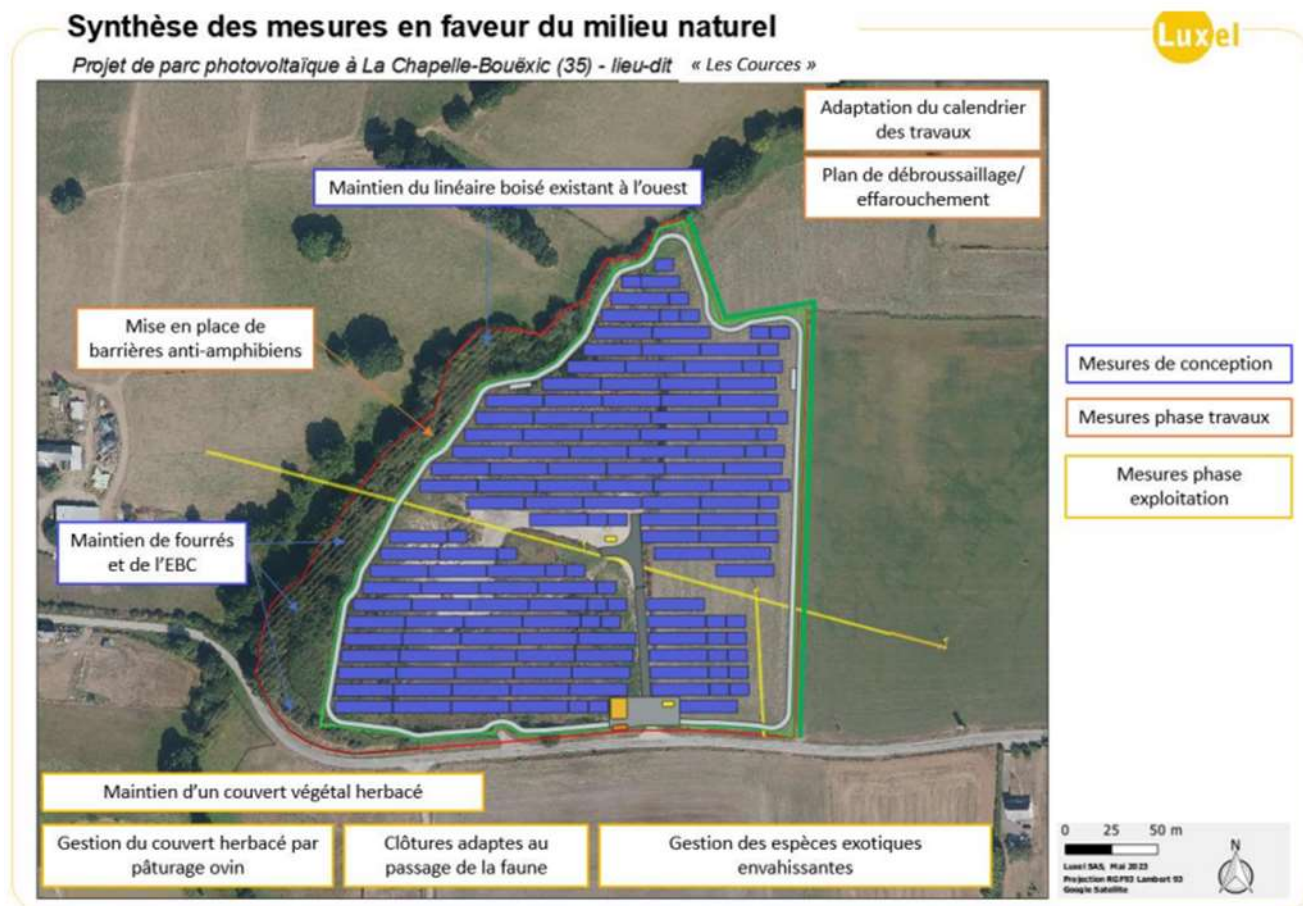 Synthèse des mesures en faveur du milieu naturel
Luxel
Projet de parc photovoltaïque à La Chapelle-Bouëxic (35) - lieu-dit « Les Cources »
Adaptation du calendrier
des travaux
Plan de débroussaillage/
effarouchement
Maintien du linéaire boisé existant à l'ouest
Mise en place de
barrières anti-amphibiens
Maintien de fourrés
et de l'EBC
Mesures de conception
Mesures phase travaux
Mesures phase
exploitation
Maintien d'un couvert végétal herbacé
Gestion du couvert herbacé par
pâturage ovin
Clôtures adaptes au
passage de la faune
Gestion des espèces exotiques
envahissantes
0 25 50 m
N
Luxel SAS, Mai 2023
Projection RGF93 Lambert 93
Google Satellite